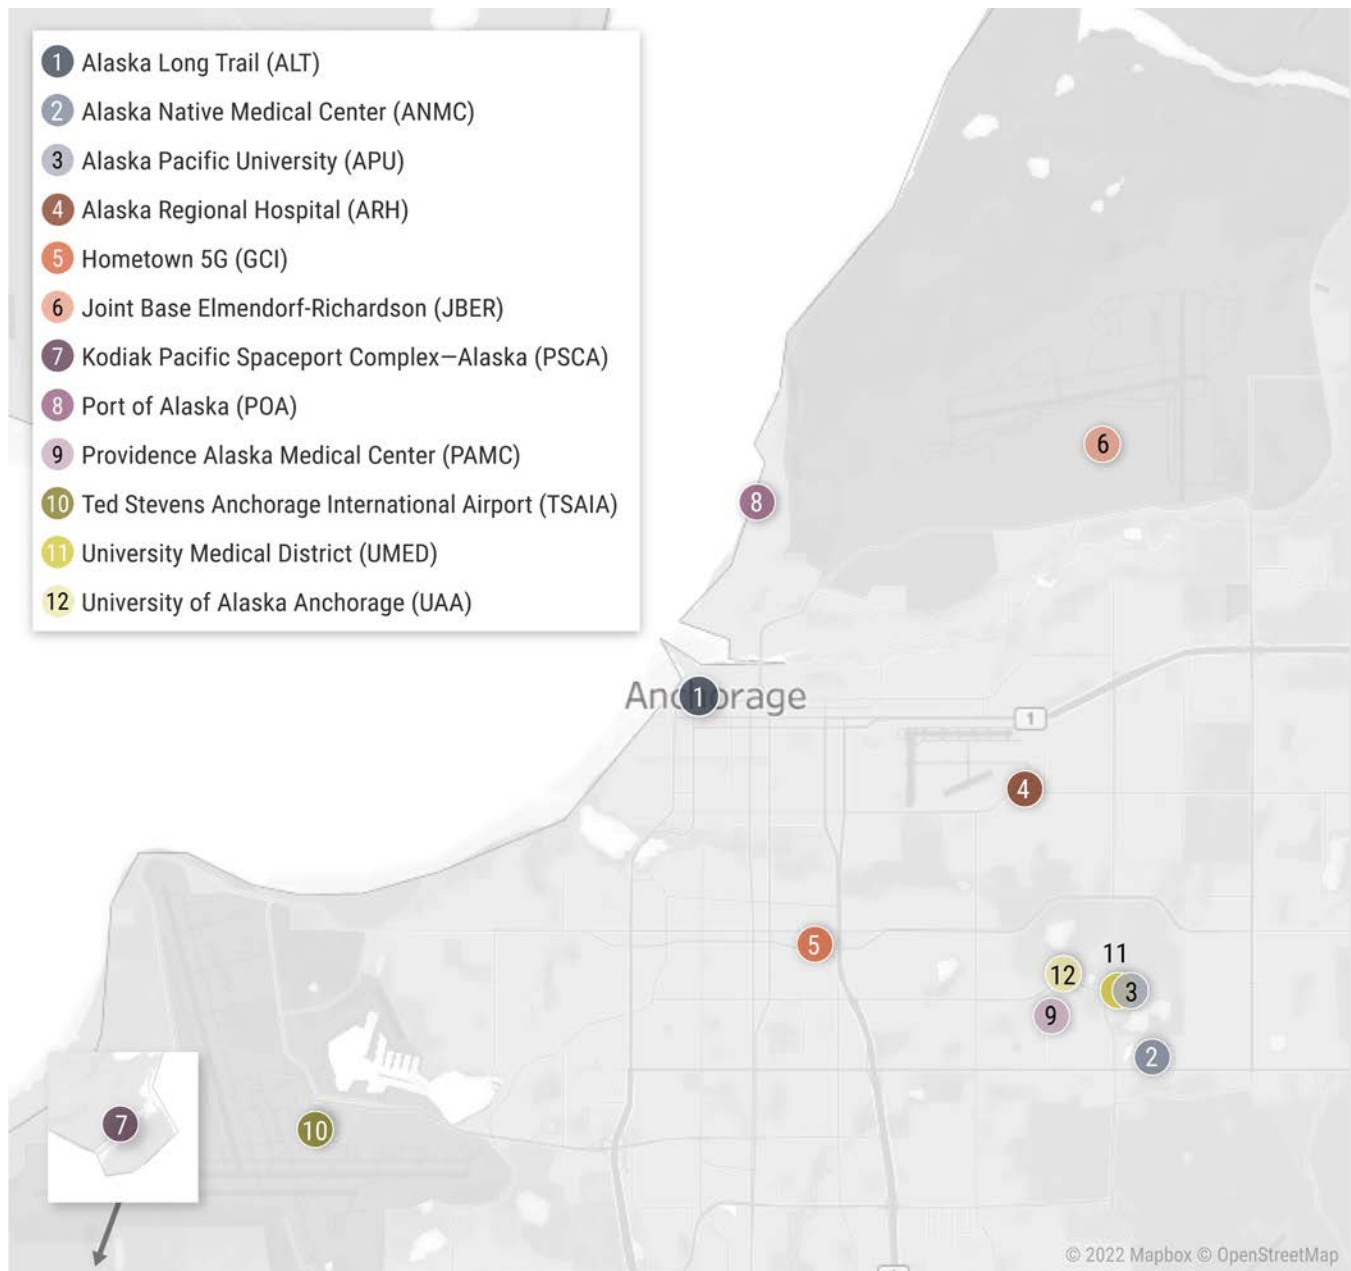 1 Alaska Long Trail (ALT)
2 Alaska Native Medical Center (ANMC)
3 Alaska Pacific University (APU)
4 Alaska Regional Hospital (ARH)
5 Hometown 5G (GCI)
6 Joint Base Elmendorf-Richardson (JBER)
7 Kodiak Pacific Spaceport Complex—Alaska (PSCA)
8 Port of Alaska (POA)
9 Providence Alaska Medical Center (PAMC)
10 Ted Stevens Anchorage International Airport (TSAIA)
11 University Medical District (UMED)
12 University of Alaska Anchorage (UAA)
6
8
Anchorage
1
1
4
5
11
12
3
9
2
7
10
© 2022 Mapbox © OpenStreetMap